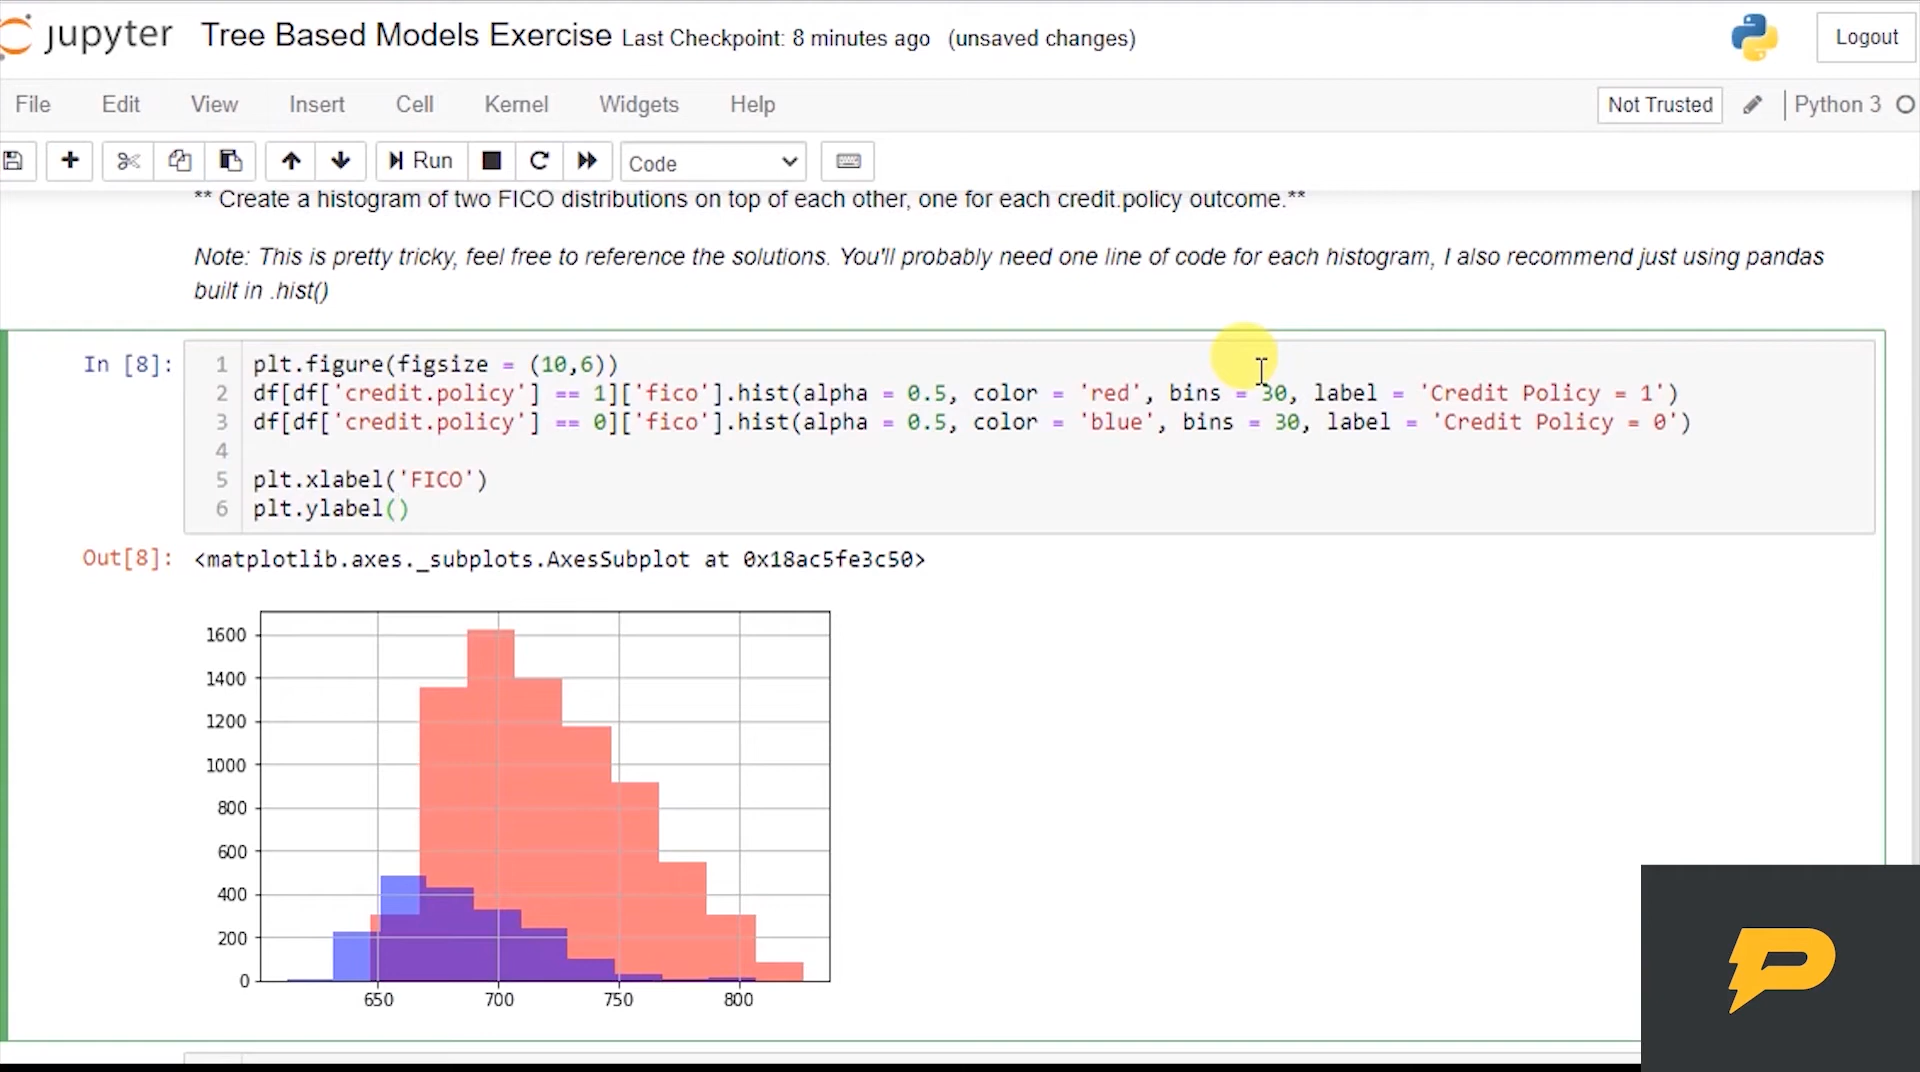 jupyter Tree Based Models Exercise Last Checkpoint: 8 minutes ago (unsaved changes) Logout
File Edit View Insert Cell Kernel Widgets Help Not Trusted Python 3
Run Code
** Create a histogram of two FICO distributions on top of each other, one for each credit.policy outcome.**
Note: This is pretty tricky, feel free to reference the solutions. You'll probably need one line of code for each histogram, I also recommend just using pandas
built in .hist()
In [8]:
1 plt.figure(figsize = (10,6))
2 df[df['credit.policy'] == 1]['fico'].hist(alpha = 0.5, color = 'red', bins = 30, label = 'Credit Policy = 1')
3 df[df['credit.policy'] == 0]['fico'].hist(alpha = 0.5, color = 'blue', bins = 30, label = 'Credit Policy = 0')
4
5 plt.xlabel('FICO')
6 plt.ylabel()
Out[8]: <matplotlib.axes._subplots.AxesSubplot at 0x18ac5fe3c50>
1600
1400
1200
1000
800
600
400
200
0
650 700 750 800